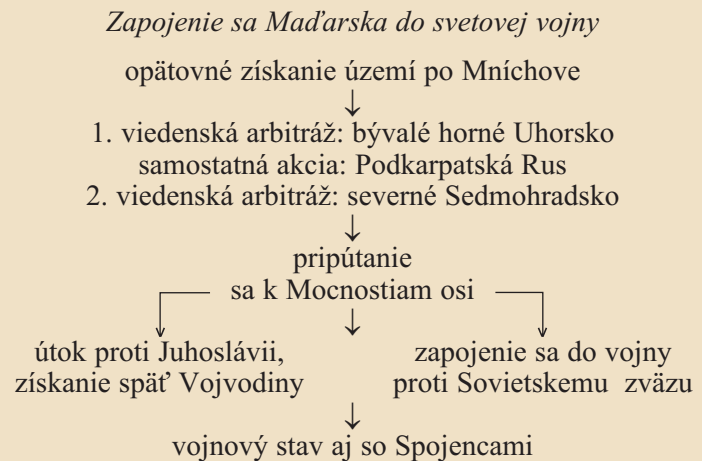 Zapojenie sa Maďarska do svetovej vojny
opätovné získanie území po Mníchove
↓
1. viedenská arbitráž: bývalé horné Uhorsko
samostatná akcia: Podkarpatská Rus
2. viedenská arbitráž: severné Sedmohradsko
↓
pripútanie
sa k Mocnostiam osi
↓
útok proti Juhoslávii,
získanie späť Vojvodiny
zapojenie sa do vojny
proti Sovietskemu zväzu
↓
vojnový stav aj so Spojencami